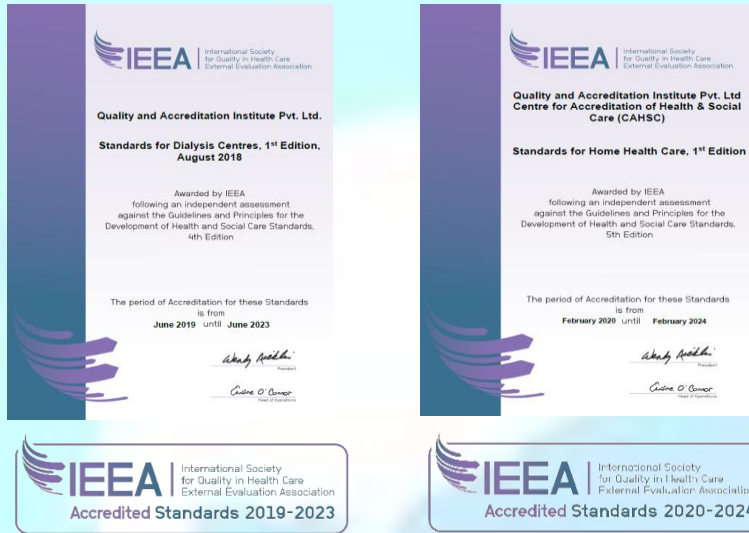 IEEA
International Society
for Quality in Health Care
External Evaluation Association
Quality and Accreditation Institute Pvt. Ltd.
Standards for Dialysis Centres, 1st Edition,
August 2018
Awarded by IEEA
following an independent assessment
against the Guidelines and Principles for the
Development of Health and Social Care Standards.
4th Edition
The period of Accreditation for these Standards
is from
June 2019 until June 2023
President
Head of Operations
IEEA
International Society
for Quality in Health Care
External Evaluation Association
Accredited Standards 2019-2023
IEEA
International Society
for Quality in Health Care
External Evaluation Association
Quality and Accreditation Institute Pvt. Ltd
Centre for Accreditation of Health & Social
Care (CAHSC)
Standards for Home Health Care, 1st Edition
Awarded by IEEA
following an independent assessment
against the Guidelines and Principles for the
Development of Health and Social Care Standards.
5th Edition
The period of Accreditation for these Standards
is from
February 2020 until February 2024
President
Head of Operations
IEEA
International Society
for Quality in Health Care
External Evaluation Association
Accredited Standards 2020-2024